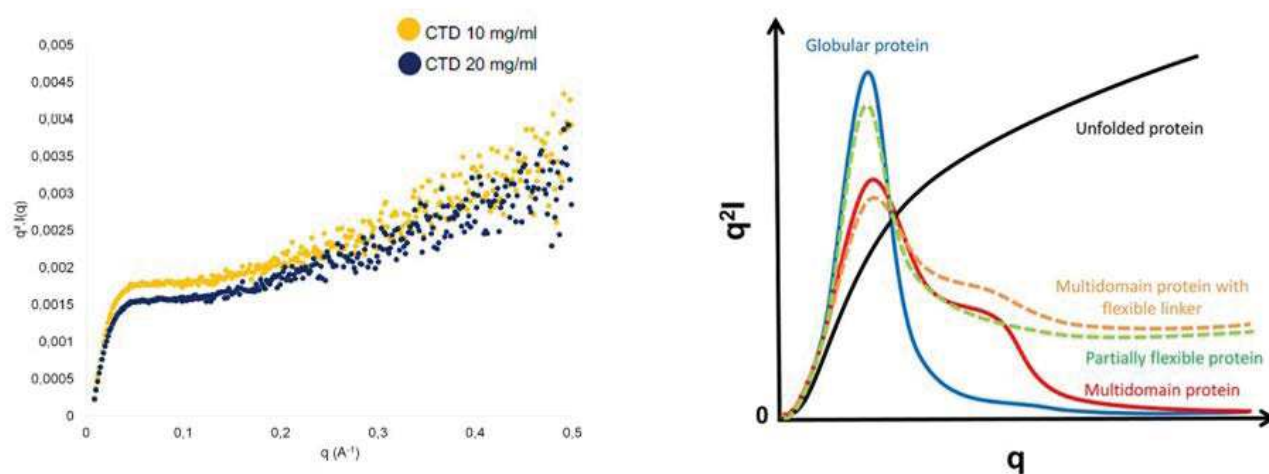 CTD 10 mg/ml
CTD 20 mg/ml
0,005
0,0045
0,004
0,0035
0,003
0,0025
0,002
0,0015
0,001
0,0005
0
q².I(q)
0
0,1
0,2
0,3
0,4
0,5
q (A⁻¹)
Globular protein
Unfolded protein
Multidomain protein with
flexible linker
Partially flexible protein
Multidomain protein
q²I
0
q